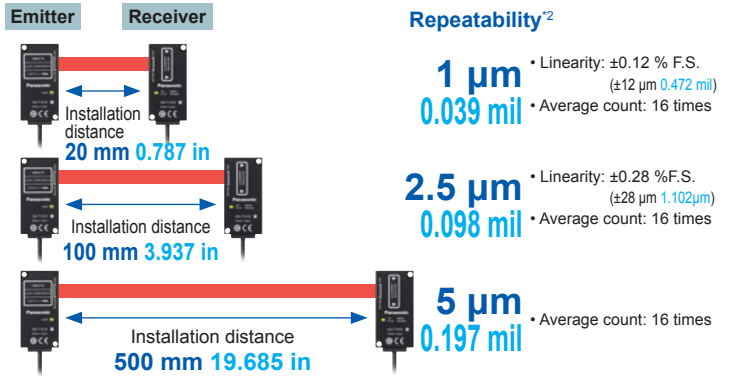 Emitter Receiver Repeatability*2
1 µm
0.039 mil
• Linearity: ±0.12 % F.S.
(±12 µm 0.472 mil)
• Average count: 16 times
Panasonic
Panasonic
Installation
distance
20 mm 0.787 in
2.5 µm
0.098 mil
• Linearity: ±0.28 %F.S.
(±28 µm 1.102µm)
• Average count: 16 times
Panasonic
Panasonic
Installation distance
100 mm 3.937 in
5 µm
0.197 mil
• Average count: 16 times
Panasonic
Panasonic
Installation distance
500 mm 19.685 in